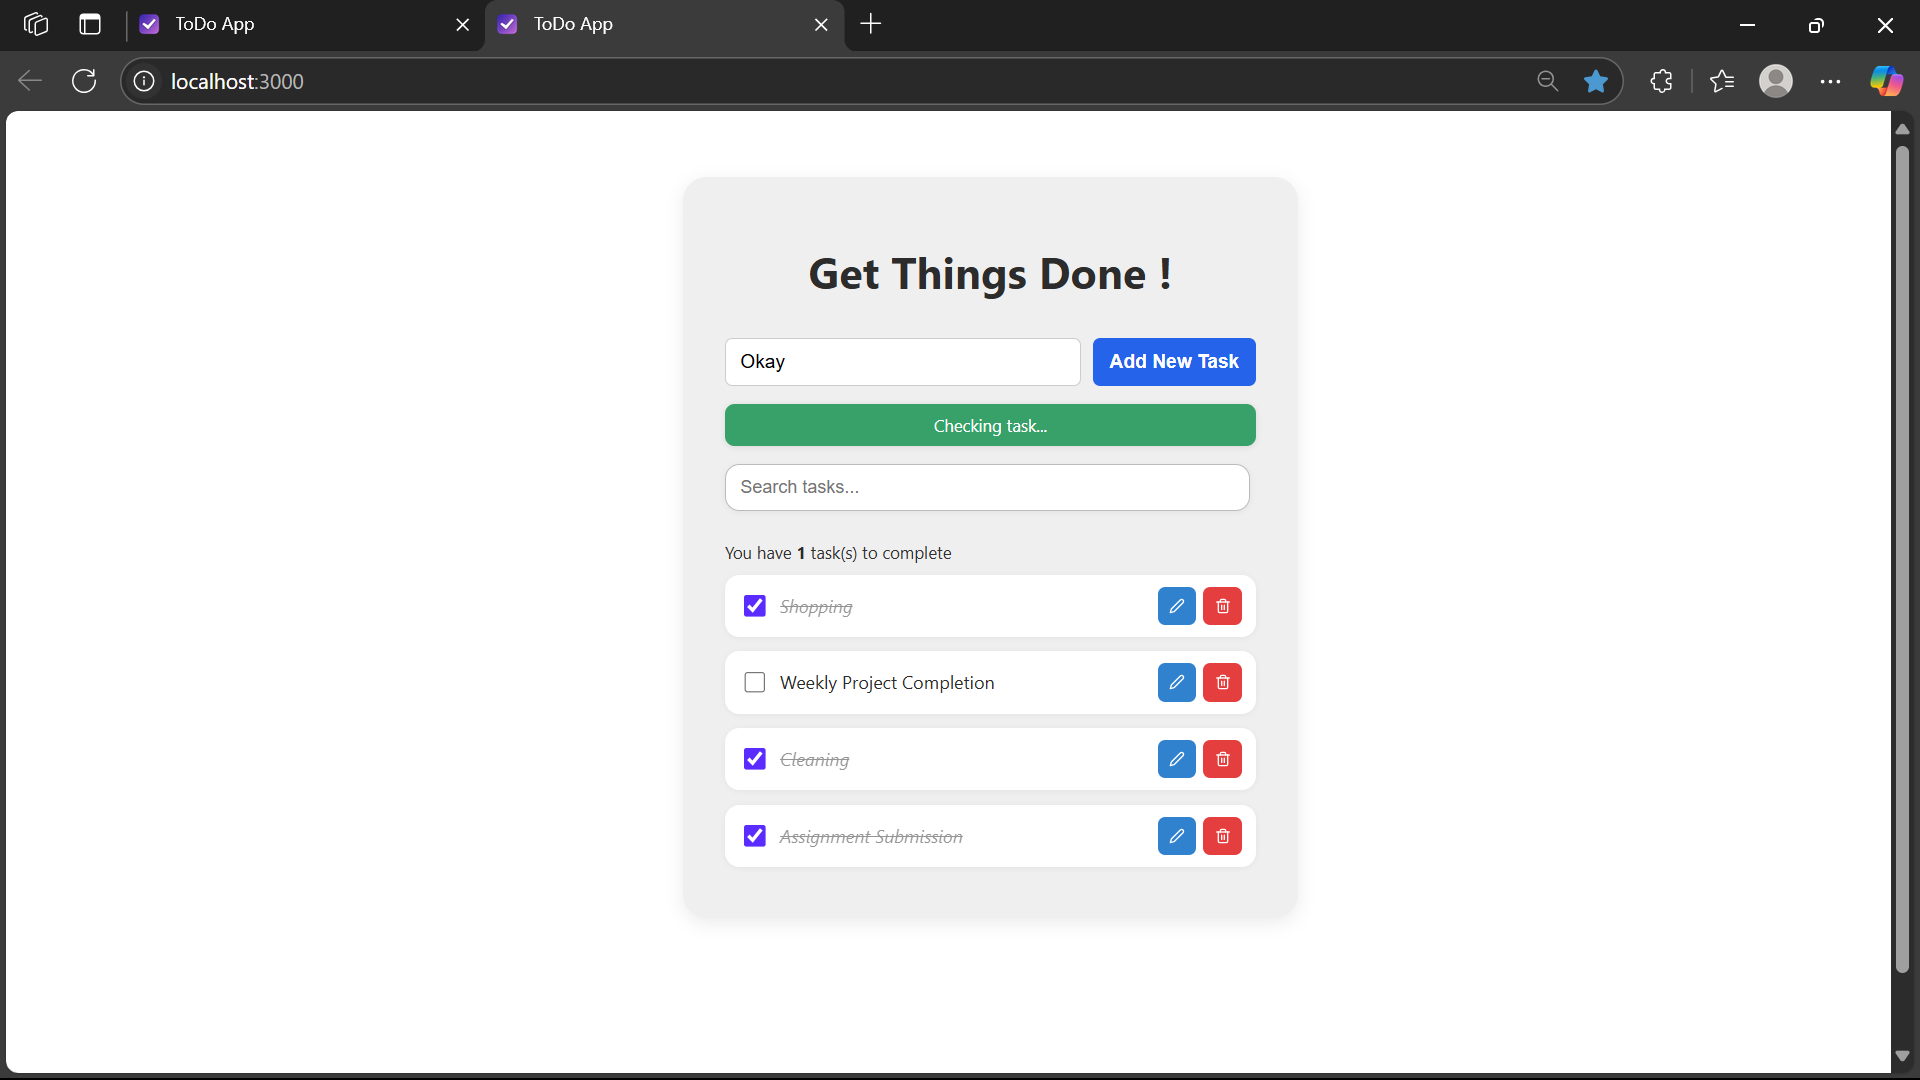 ToDo App
ToDo App
localhost:3000
Get Things Done !
Okay
Add New Task
Checking task...
Search tasks...
You have 1 task(s) to complete
Shopping
Weekly Project Completion
Cleaning
Assignment Submission